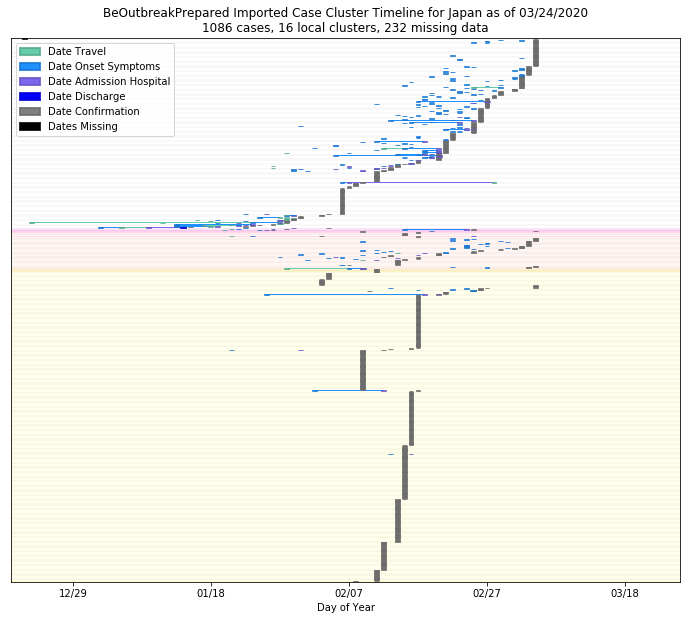 BeOutbreakPrepared Imported Case Cluster Timeline for Japan as of 03/24/2020
1086 cases, 16 local clusters, 232 missing data
Date Travel
Date Onset Symptoms
Date Admission Hospital
Date Discharge
Date Confirmation
Dates Missing
12/29 01/18 02/07 02/27 03/18
Day of Year